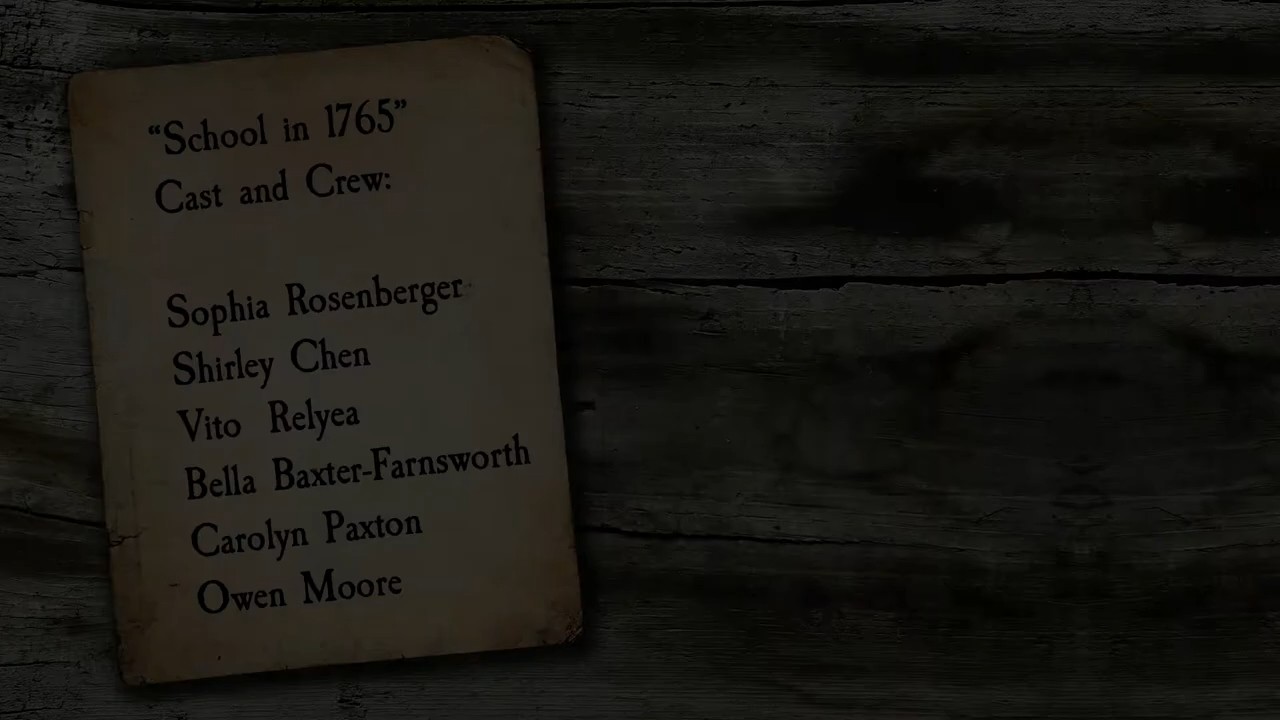 “School in 1765”
Cast and Crew:
Sophia Rosenberger
Shirley Chen
Vito Relyea
Bella Baxter-Farnsworth
Carolyn Paxton
Owen Moore